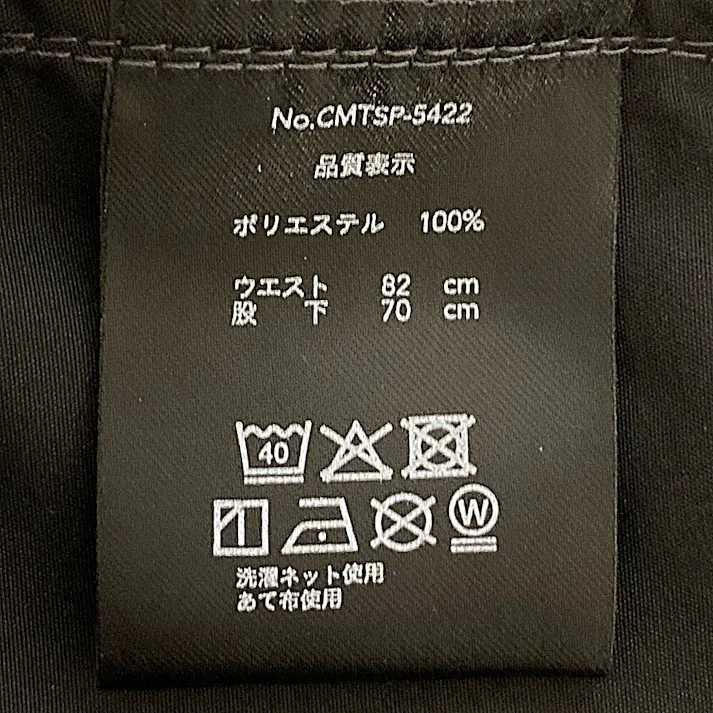 No.CMTSP-5422
品質表示
ポリエステル 100%
ウエスト 82 cm
股下 70 cm
40
W
洗濯ネット使用
あて布使用